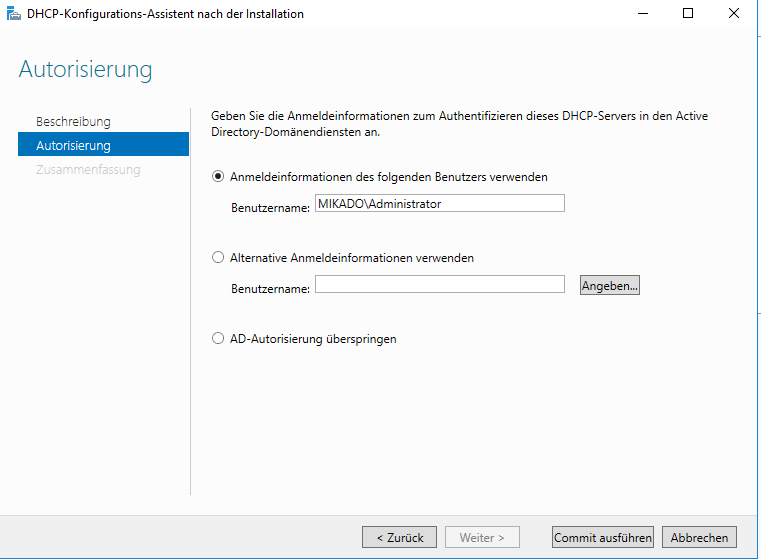 DHCP-Konfigurations-Assistent nach der Installation
Autorisierung
Beschreibung
Autorisierung
Zusammenfassung
Geben Sie die Anmeldeinformationen zum Authentifizieren dieses DHCP-Servers in den Active
Directory-Domänendiensten an.
Anmeldeinformationen des folgenden Benutzers verwenden
Benutzername: MIKADO\Administrator
Alternative Anmeldeinformationen verwenden
Benutzername: Angeben...
AD-Autorisierung überspringen
< Zurück Weiter > Commit ausführen Abbrechen